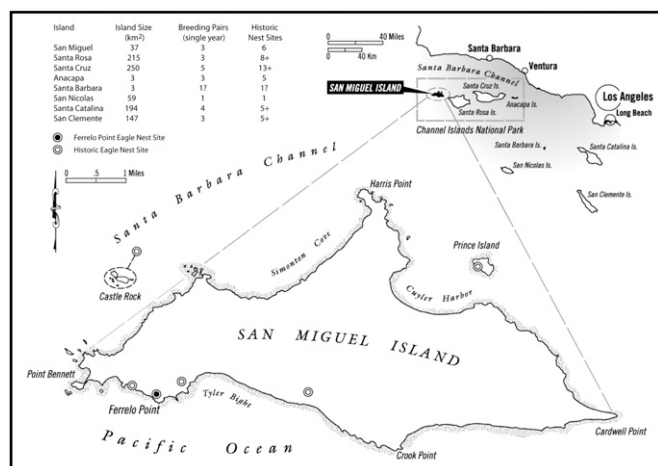 Island Island Size Breeding Pairs Historic
(km²) (single year) Nest Sites
San Miguel 37 3 6
Santa Rosa 215 3 8+
Santa Cruz 250 5 13+
Anacapa 3 3 5
Santa Barbara 3 1? 1?
San Nicolas 59 1 1
Santa Catalina 194 4 5+
San Clemente 147 3 5+
Ferrelo Point Eagle Nest Site
Historic Eagle Nest Site
0 .5 1 Miles
0 40 Miles
0 40 Km
Santa Barbara
Ventura
Santa Barbara Channel
Los Angeles
Long Beach
SAN MIGUEL ISLAND
Santa Cruz Is.
Anacapa Is.
Santa Rosa Is.
Channel Islands National Park
Santa Barbara Is.
Santa Catalina Is.
San Nicolas Is.
San Clemente Is.
Santa Barbara Channel
Harris Point
Simonton Cove
Prince Island
Castle Rock
Cuyler Harbor
SAN MIGUEL ISLAND
Point Bennett
Ferrelo Point
Tyler Bight
Cardwell Point
Crook Point
Pacific Ocean